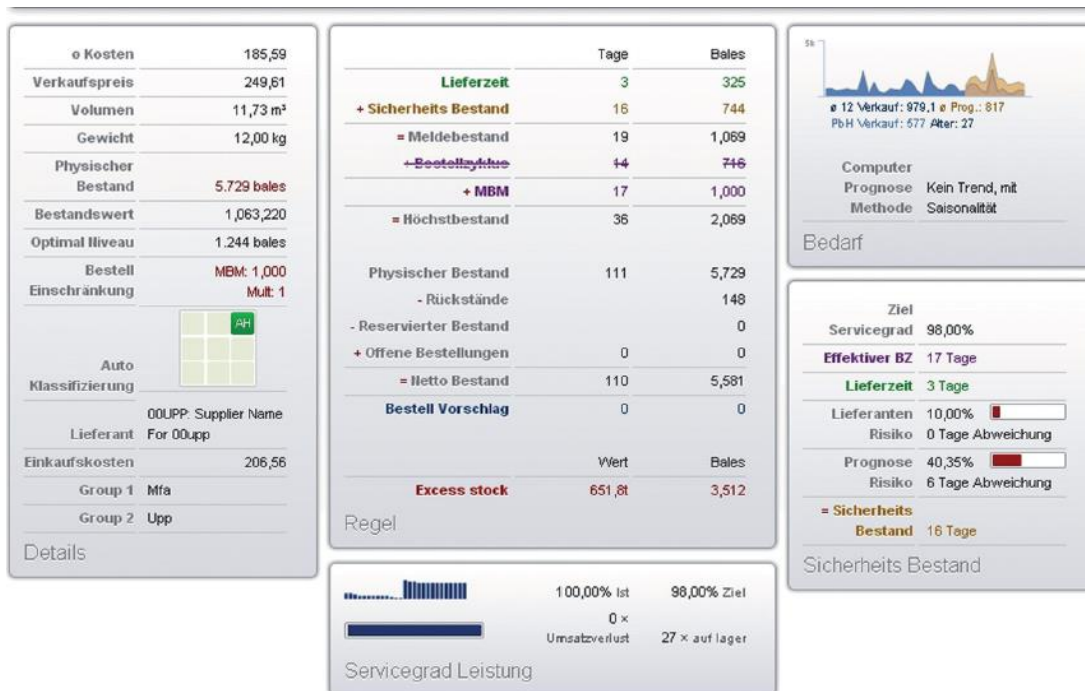 ø Kosten 185,59
Verkaufspreis 249,61
Volumen 11,73 m³
Gewicht 12,00 kg
Physischer
Bestand 5.729 bales
Bestandswert 1,063,220
Optimal Niveau 1.244 bales
Bestell MBM: 1,000
Einschränkung Mult: 1
AH
Auto
Klassifizierung
00UPP: Supplier Name
Lieferant For 00upp
Einkaufskosten 206,56
Group 1 Mfa
Group 2 Upp
Details
Tage Bales
Lieferzeit 3 325
+ Sicherheits Bestand 16 744
= Meldebestand 19 1,069
+ Bestellzyklus 14 716
+ MBM 17 1,000
= Höchstbestand 36 2,069
Physischer Bestand 111 5,729
- Rückstände 148
- Reservierter Bestand 0
+ Offene Bestellungen 0 0
= Netto Bestand 110 5,581
Bestell Vorschlag 0 0
Wert Bales
Excess stock 651,8t 3,512
Regel
100,00% Ist 98,00% Ziel
0 ×
Umsatzverlust 27 × auf lager
Servicegrad Leistung
5k
ø 12 Verkauf: 979,1 ø Prog.: 817
PbH Verkauf: 677 Alter: 27
Computer
Prognose Kein Trend, mit
Methode Saisonalität
Bedarf
Ziel
Servicegrad 98,00%
Effektiver BZ 17 Tage
Lieferzeit 3 Tage
Lieferanten 10,00%
Risiko 0 Tage Abweichung
Prognose 40,35%
Risiko 6 Tage Abweichung
= Sicherheits
Bestand 16 Tage
Sicherheits Bestand